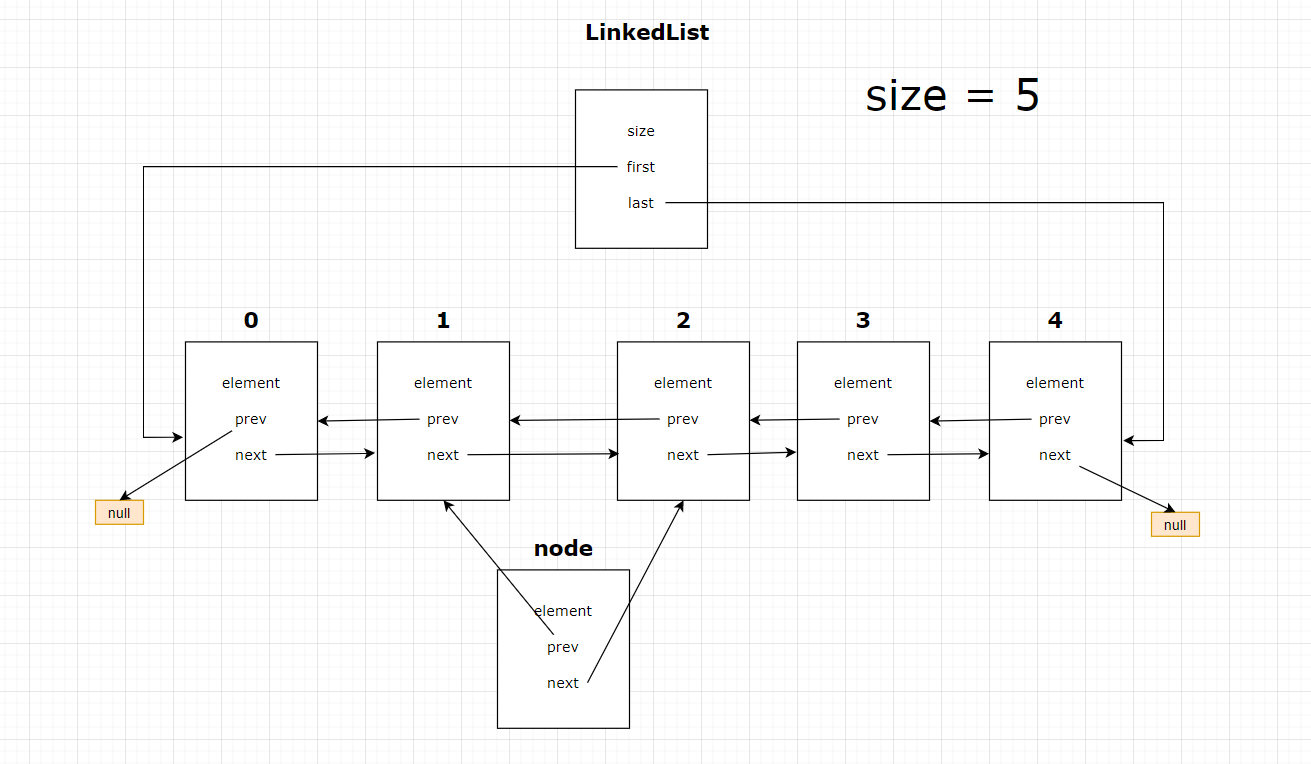 LinkedList
size = 5
size
first
last
0 1 2 3 4
element element element element element
prev prev prev prev prev
next next next next next
null
null
node
element
prev
next